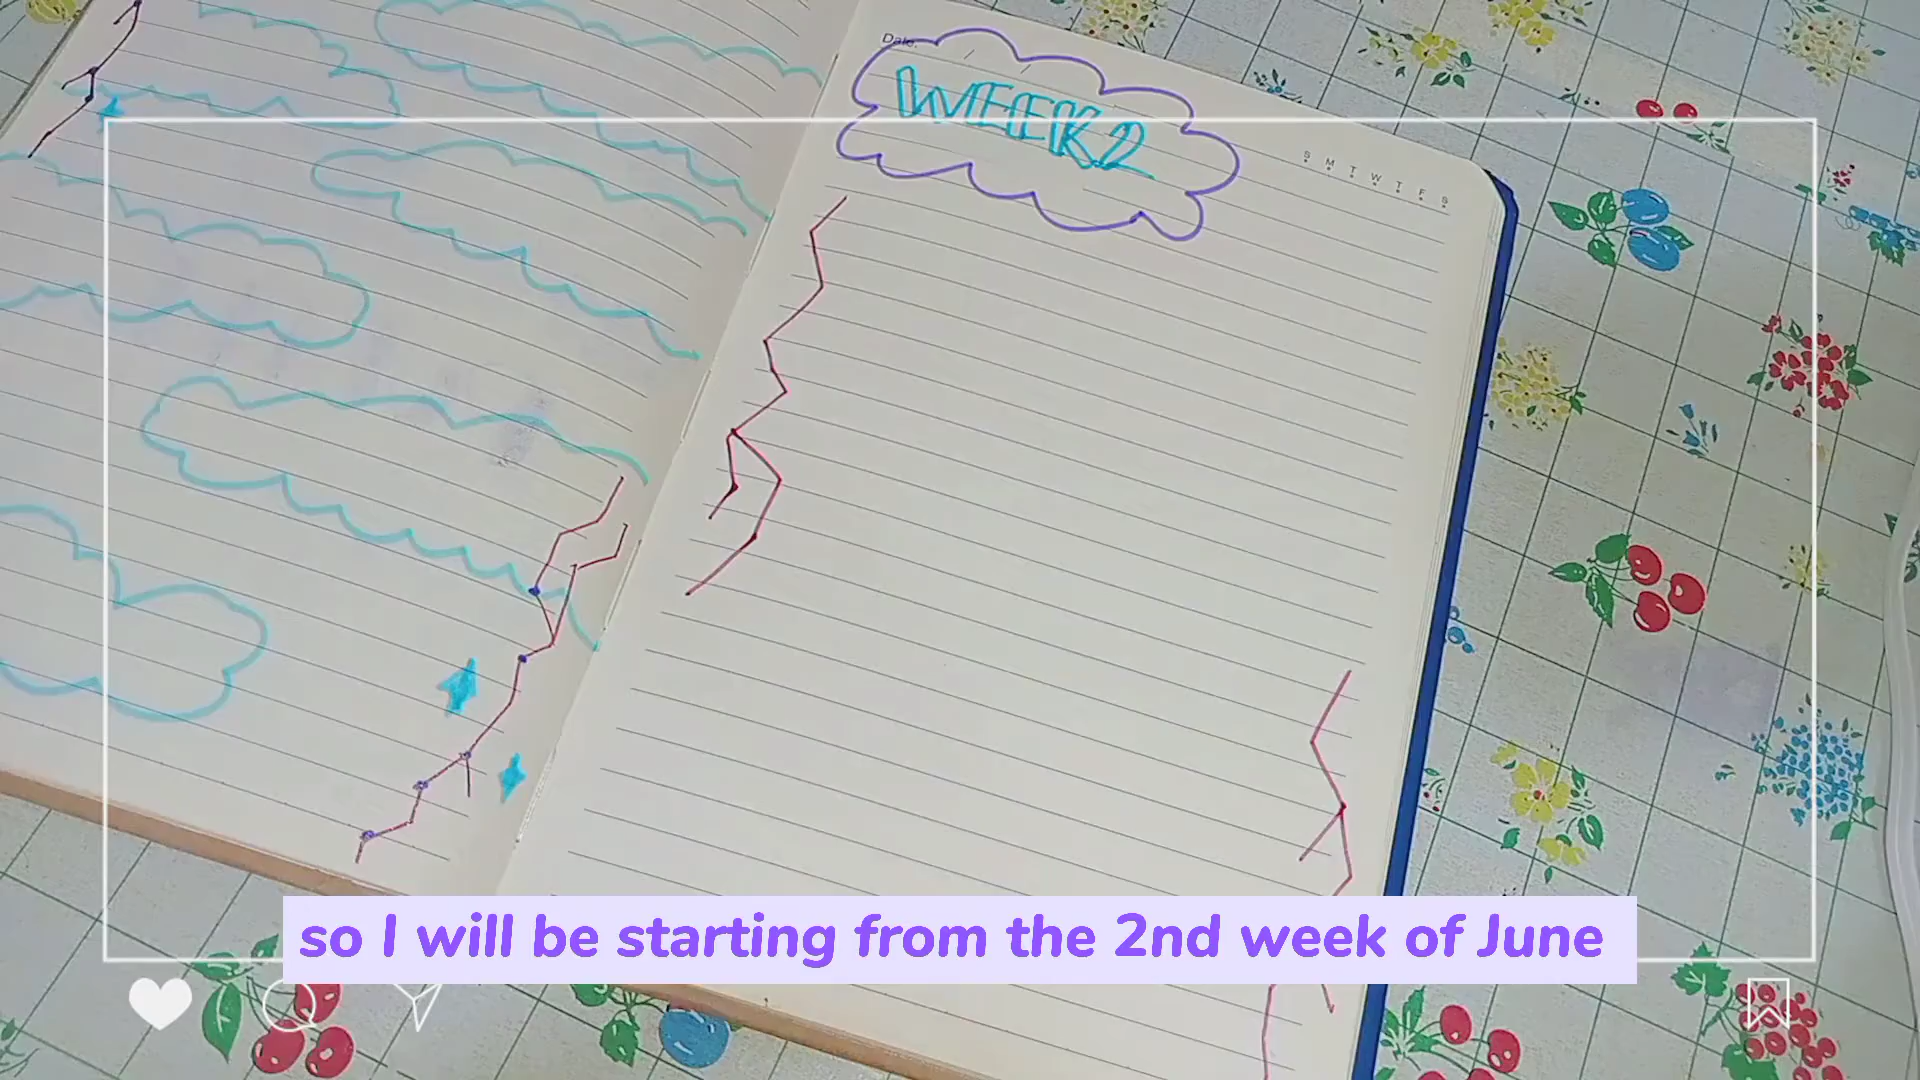 Date.
WEEK2
S M T W T F S
so I will be starting from the 2nd week of June